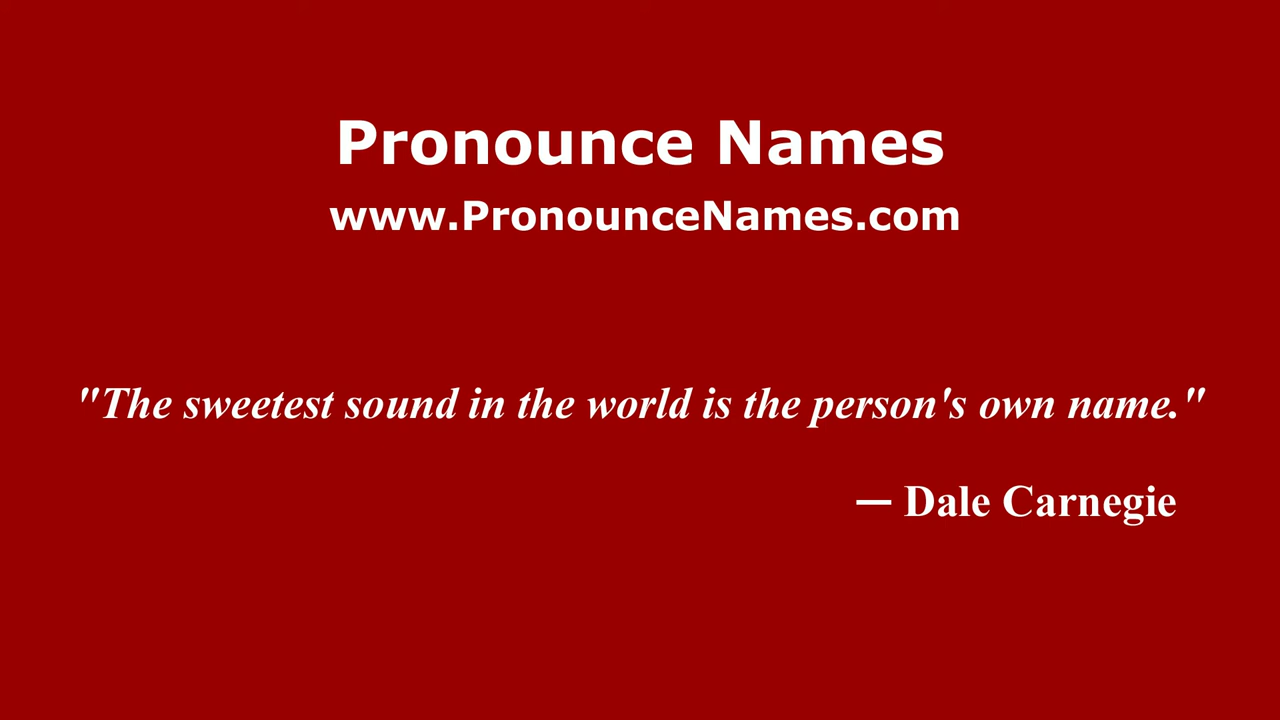 Pronounce Names
www.PronounceNames.com
"The sweetest sound in the world is the person's own name."
— Dale Carnegie